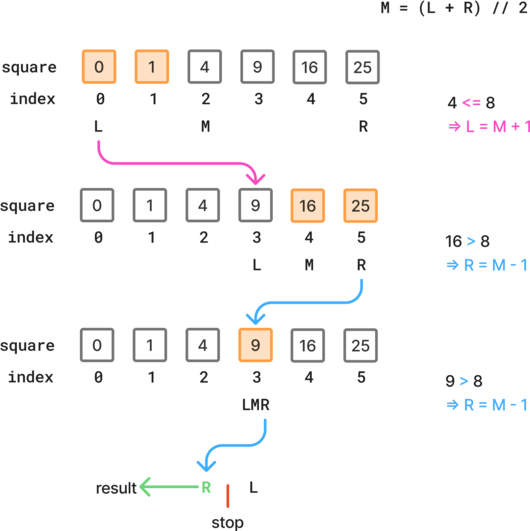 M = (L + R) // 2
square 0 1 4 9 16 25
index 0 1 2 3 4 5
4 <= 8
L M R
⇒ L = M + 1
square 0 1 4 9 16 25
index 0 1 2 3 4 5
16 > 8
L M R
⇒ R = M - 1
square 0 1 4 9 16 25
index 0 1 2 3 4 5
9 > 8
LMR
⇒ R = M - 1
result R L
stop